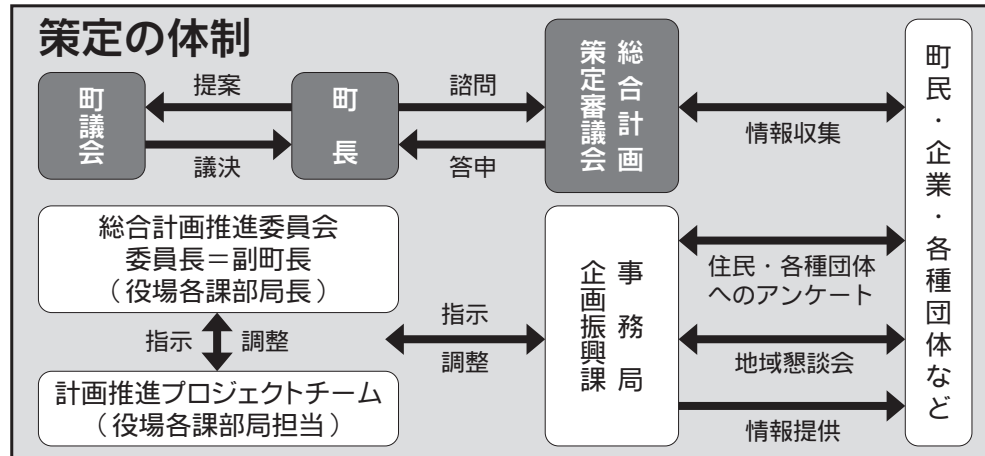 策定の体制
町議会
提案
議決
町長
諮問
答申
総合計画
策定審議会
情報収集
町民・企業・各種団体など
総合計画推進委員会
委員長＝副町長
（役場各課部局長）
指示
調整
計画推進プロジェクトチーム
（役場各課部局担当）
指示
調整
事務局
企画振興課
住民・各種団体
へのアンケート
地域懇談会
情報提供